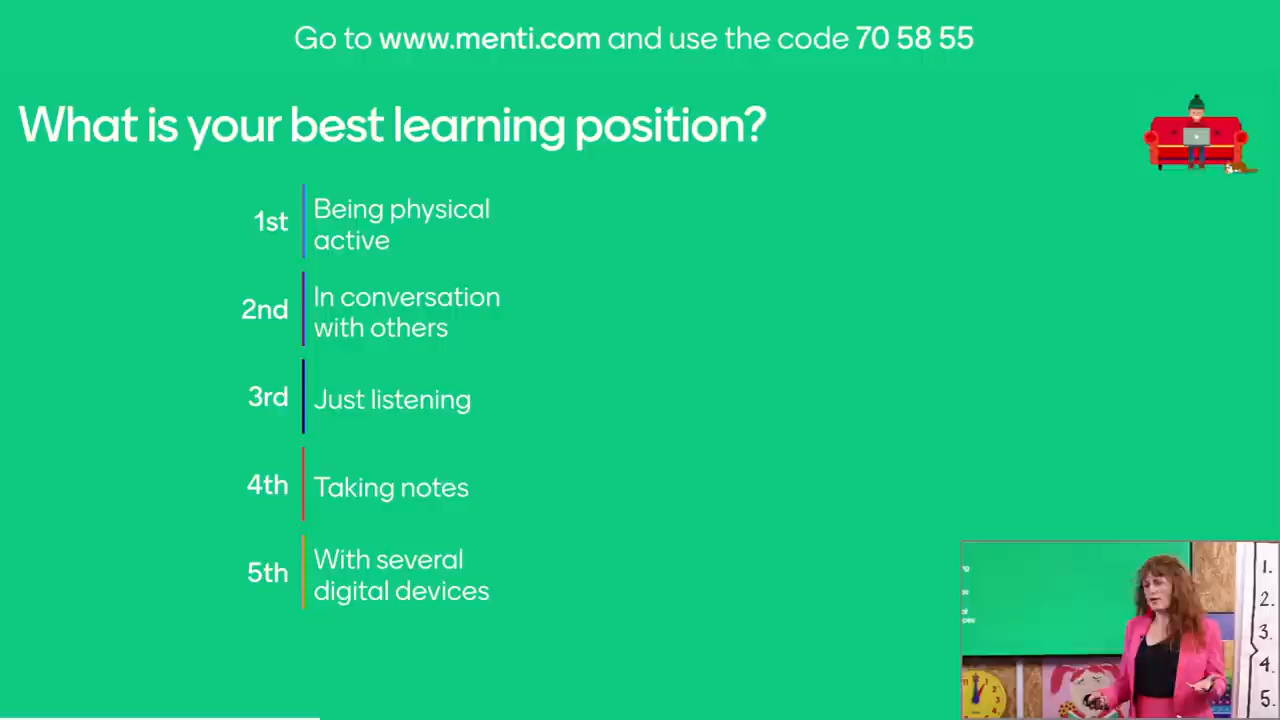 Go to www.menti.com and use the code 70 58 55
What is your best learning position?
1st
Being physical
active
2nd
In conversation
with others
3rd
Just listening
4th
Taking notes
5th
With several
digital devices
1.
2.
3.
4.
5.